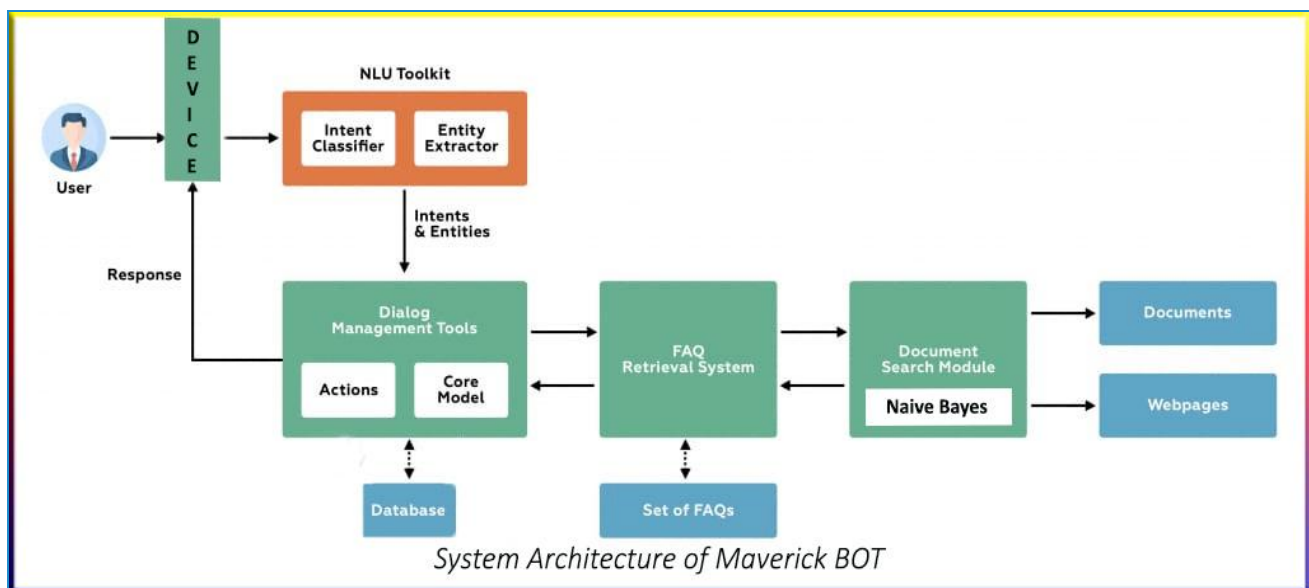 DEVICE
NLU Toolkit
Intent
Classifier
Entity
Extractor
User
Intents
& Entities
Response
Dialog
Management Tools
Actions
Core
Model
FAQ
Retrieval System
Document
Search Module
Naive Bayes
Documents
Webpages
Database
Set of FAQs
System Architecture of Maverick BOT